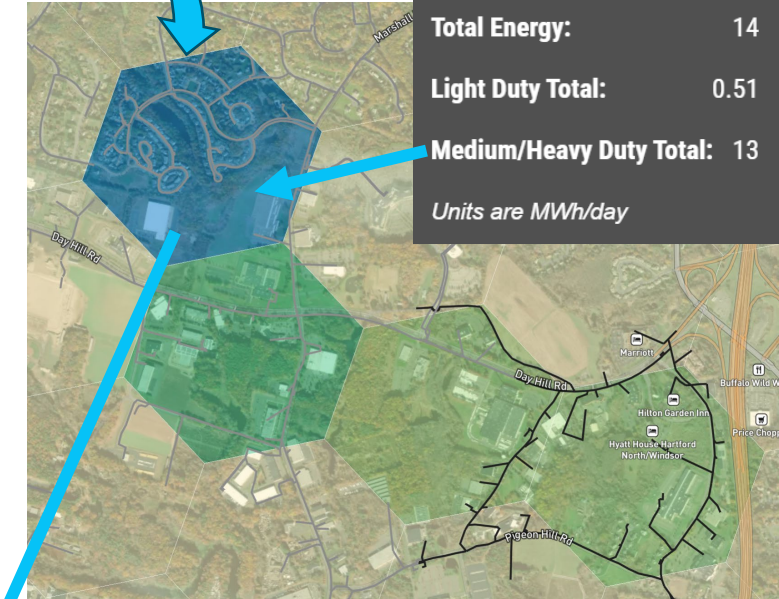 Total Energy: 14
Light Duty Total: 0.51
Medium/Heavy Duty Total: 13
Units are MWh/day
Marshall
Day Hill Rd
Day Hill Rd
Marriott
Buffalo Wild W
Hilton Garden Inn
Price Chopp
Hyatt House Hartford
North/Windsor
Pigeon Hill Rd